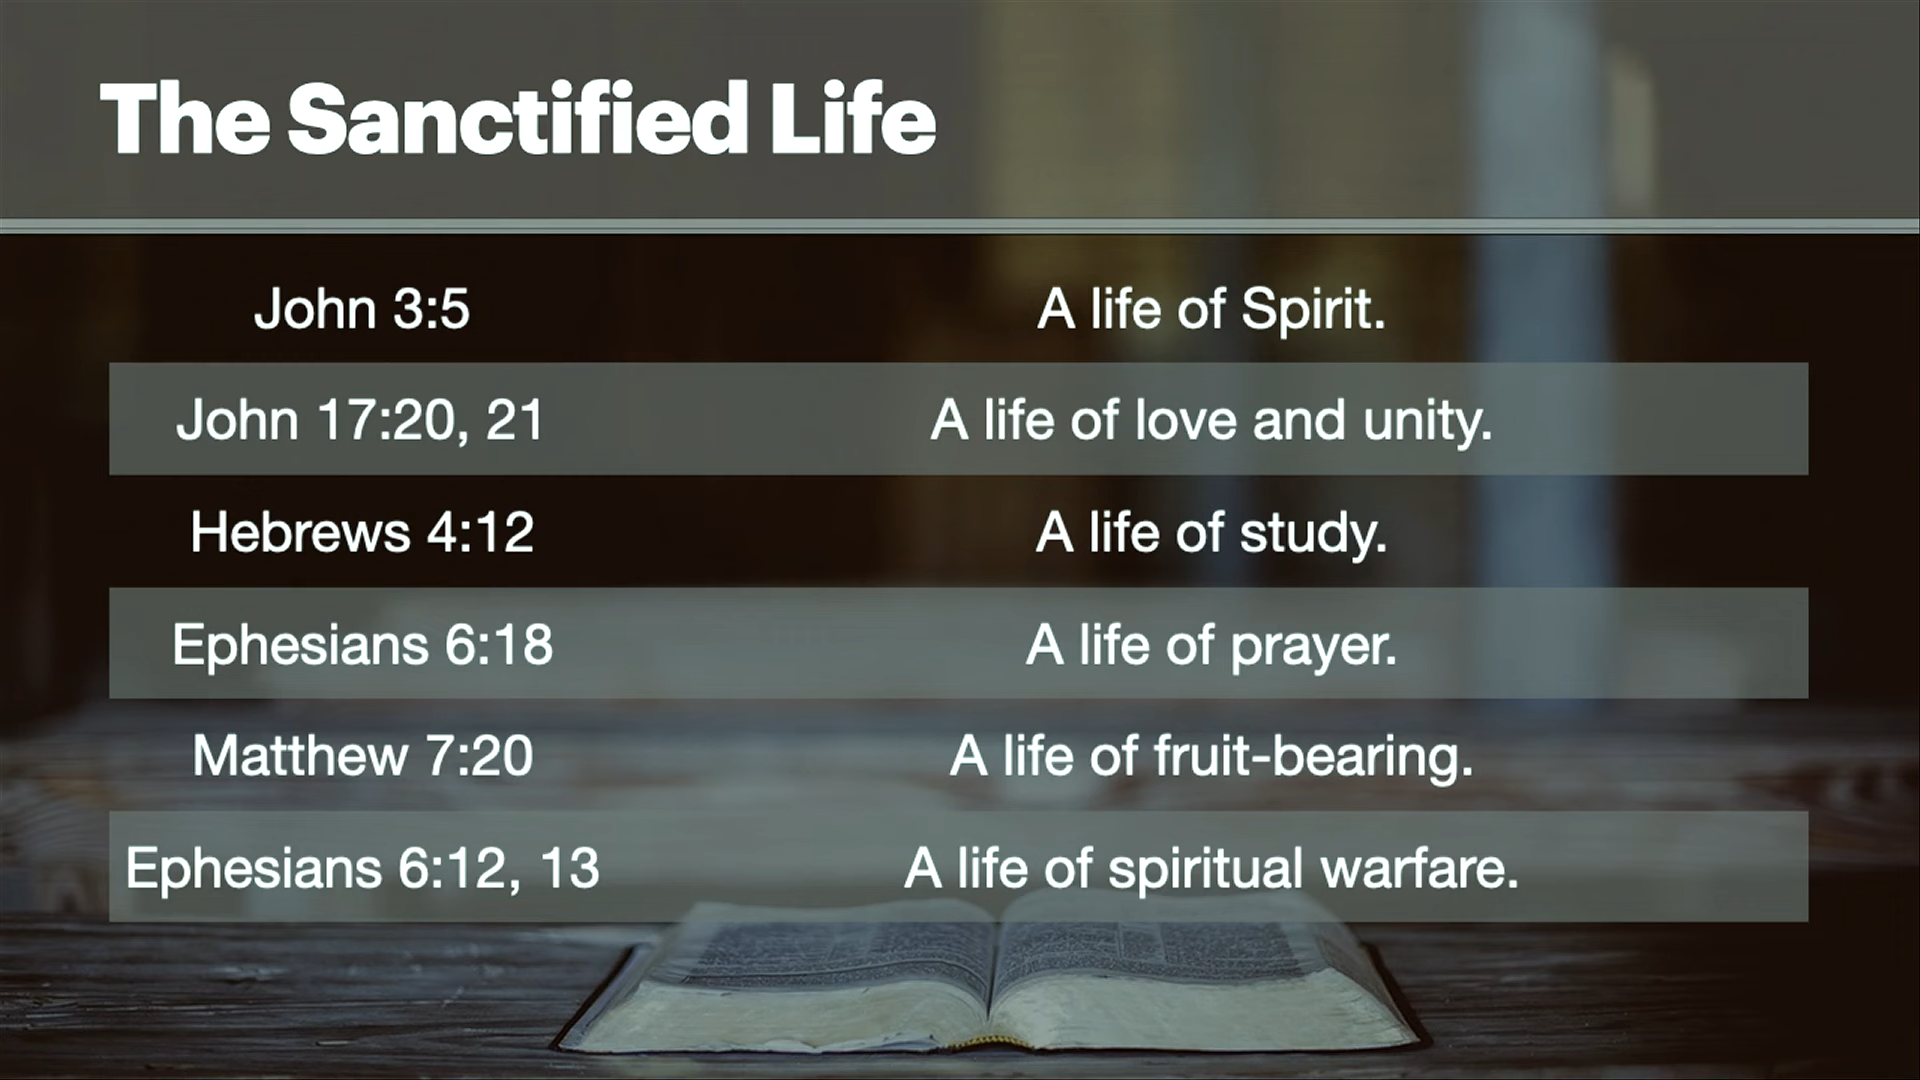 The Sanctified Life
John 3:5 A life of Spirit.
John 17:20, 21 A life of love and unity.
Hebrews 4:12 A life of study.
Ephesians 6:18 A life of prayer.
Matthew 7:20 A life of fruit-bearing.
Ephesians 6:12, 13 A life of spiritual warfare.